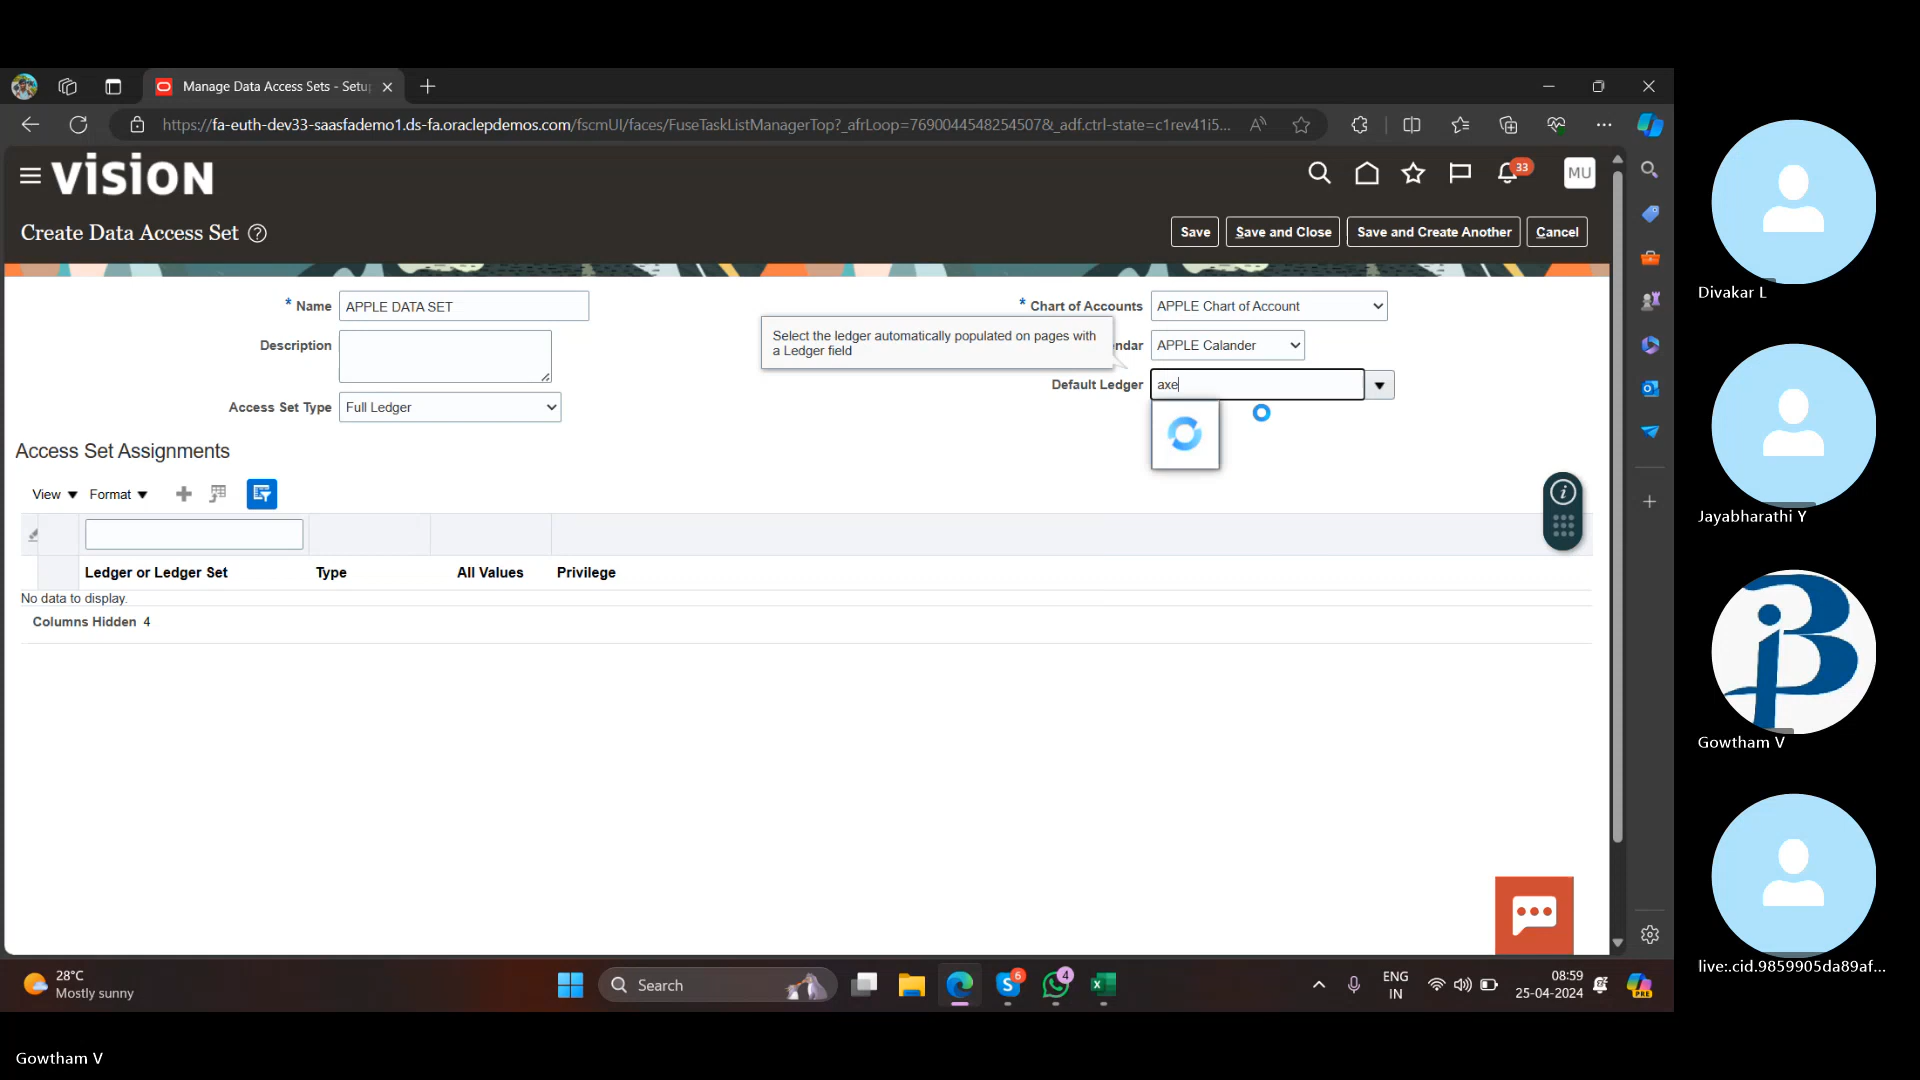 Manage Data Access Sets - Setu
https://fa-euth-dev33-saasfademo1.ds-fa.oraclepdemos.com/fscmUI/faces/FuseTaskListManagerTop?_afrLoop=7690044548254507&_adf.ctrl-state=c1rev41i5...
VISION
33
MU
Create Data Access Set
Save
Save and Close
Save and Create Another
Cancel
* Name APPLE DATA SET
* Chart of Accounts APPLE Chart of Account
Select the ledger automatically populated on pages with
a Ledger field
Description
ndar APPLE Calander
Default Ledger axe
Access Set Type Full Ledger
Access Set Assignments
View Format
Ledger or Ledger Set Type All Values Privilege
No data to display.
Columns Hidden 4
28°C
Mostly sunny
Search
6
4
ENG
IN
08:59
25-04-2024
PRE
Divakar L
Jayabharathi Y
Gowtham V
live:.cid.9859905da89af...
Gowtham V